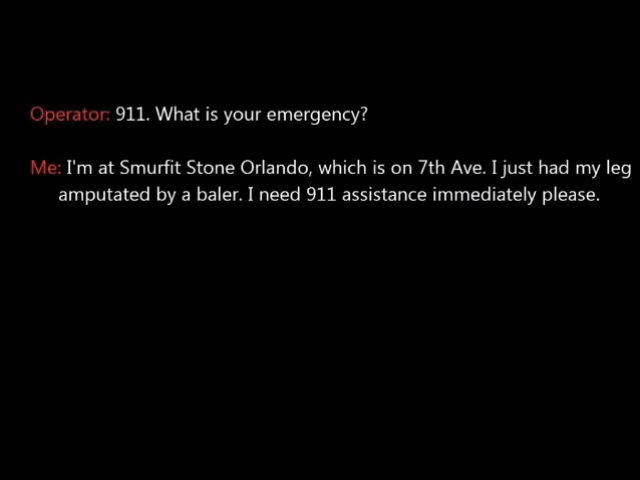 Operator: 911. What is your emergency?
Me: I'm at Smurfit Stone Orlando, which is on 7th Ave. I just had my leg
amputated by a baler. I need 911 assistance immediately please.